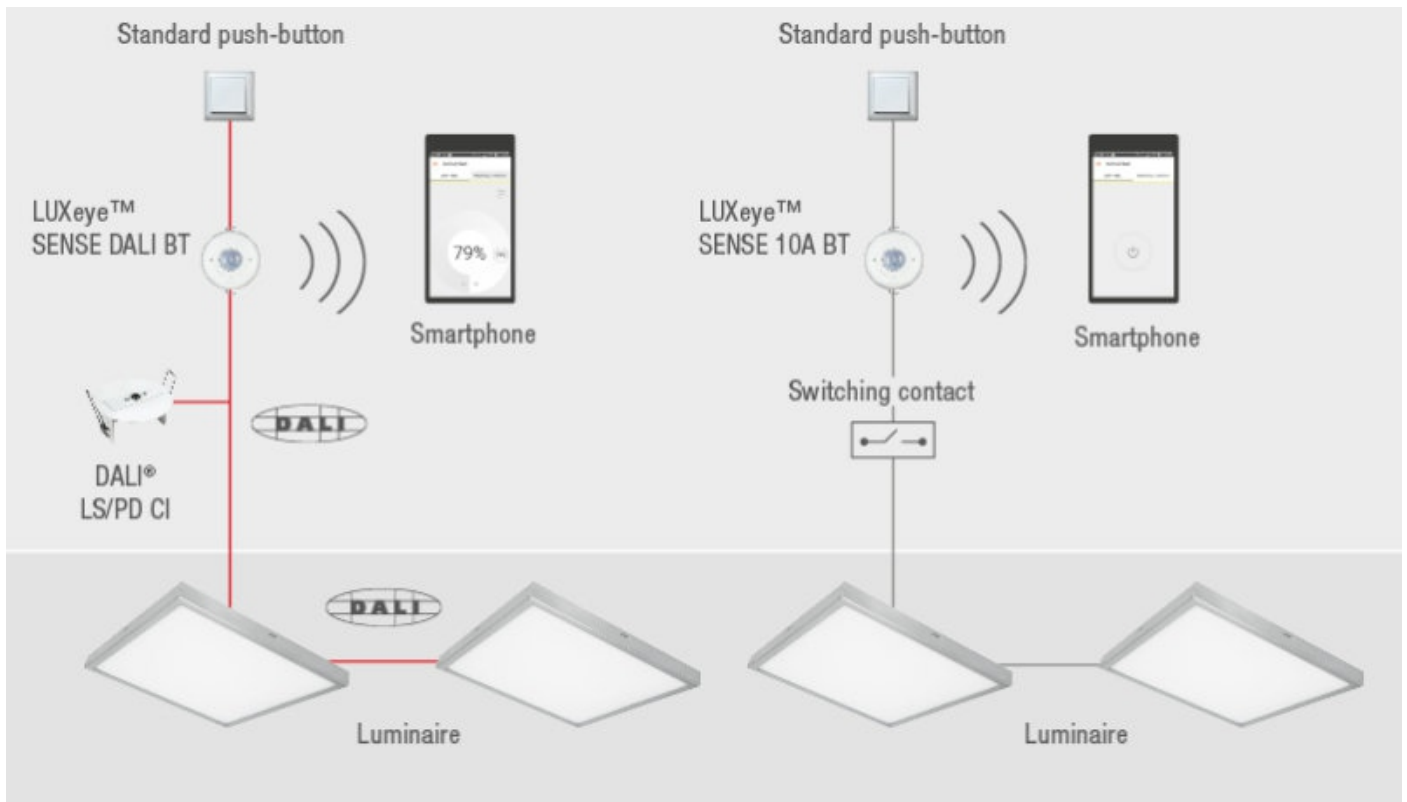 Standard push-button
LUXeye™
SENSE DALI BT
79%
Smartphone
DALI
DALI®
LS/PD CI
DALI
Luminaire
Standard push-button
LUXeye™
SENSE 10A BT
Smartphone
Switching contact
Luminaire